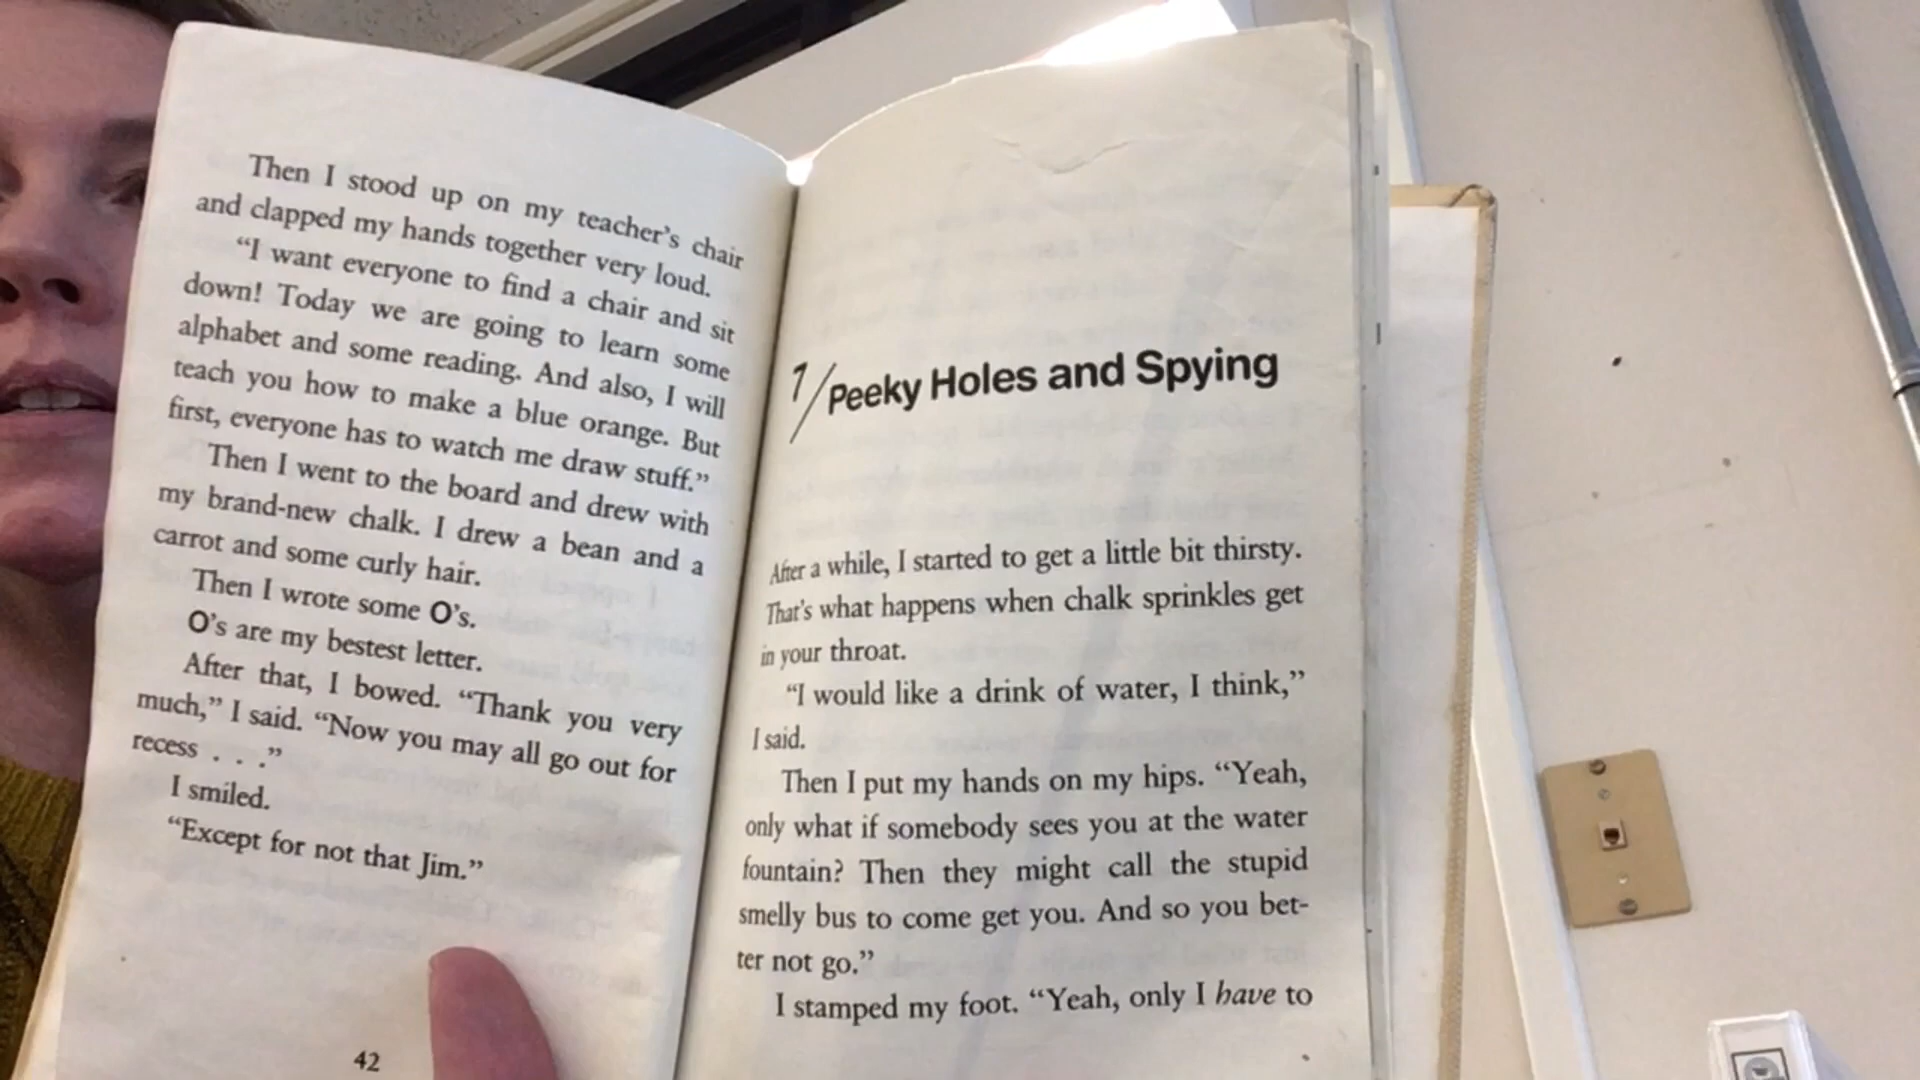 Then I stood up on my teacher's chair
and clapped my hands together very loud.
"I want everyone to find a chair and sit
down! Today we are going to learn some
alphabet and some reading. And also, I will
teach you how to make a blue orange. But
first, everyone has to watch me draw stuff."
Then I went to the board and drew with
my brand-new chalk. I drew a bean and a
carrot and some curly hair.
Then I wrote some O's.
O's are my bestest letter.
After that, I bowed. "Thank you very
much," I said. "Now you may all go out for
recess . . ."
I smiled.
"Except for not that Jim."
42
7/Peeky Holes and Spying
After a while, I started to get a little bit thirsty.
That's what happens when chalk sprinkles get
in your throat.
"I would like a drink of water, I think,"
I said.
Then I put my hands on my hips. "Yeah,
only what if somebody sees you at the water
fountain? Then they might call the stupid
smelly bus to come get you. And so you bet-
ter not go."
I stamped my foot. "Yeah, only I have to